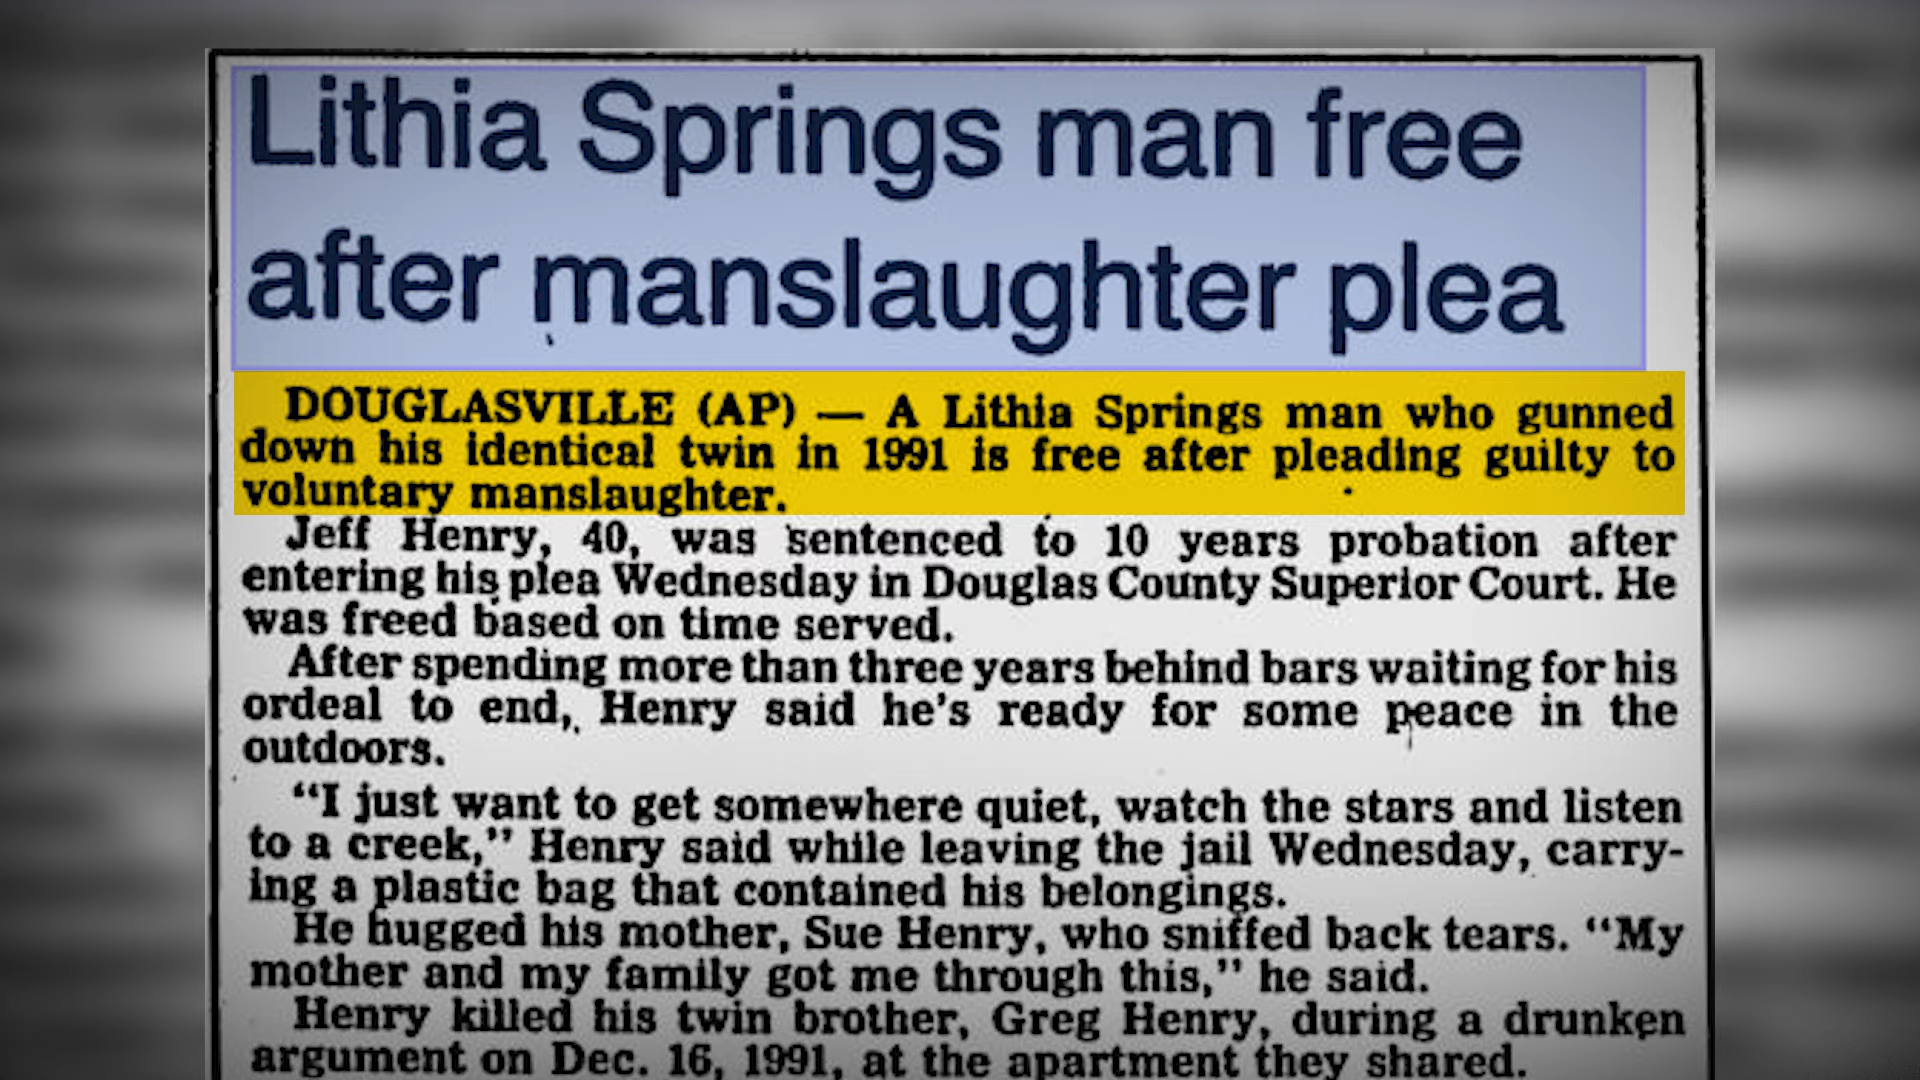 Lithia Springs man free
after manslaughter plea
DOUGLASVILLE (AP) — A Lithia Springs man who gunned
down his identical twin in 1991 is free after pleading guilty to
voluntary manslaughter.
Jeff Henry, 40, was sentenced to 10 years probation after
entering his plea Wednesday in Douglas County Superior Court. He
was freed based on time served.
After spending more than three years behind bars waiting for his
ordeal to end, Henry said he's ready for some peace in the
outdoors.
“I just want to get somewhere quiet, watch the stars and listen
to a creek,” Henry said while leaving the jail Wednesday, carry-
ing a plastic bag that contained his belongings.
He hugged his mother, Sue Henry, who sniffed back tears. “My
mother and my family got me through this,” he said.
Henry killed his twin brother, Greg Henry, during a drunken
argument on Dec. 16, 1991, at the apartment they shared.